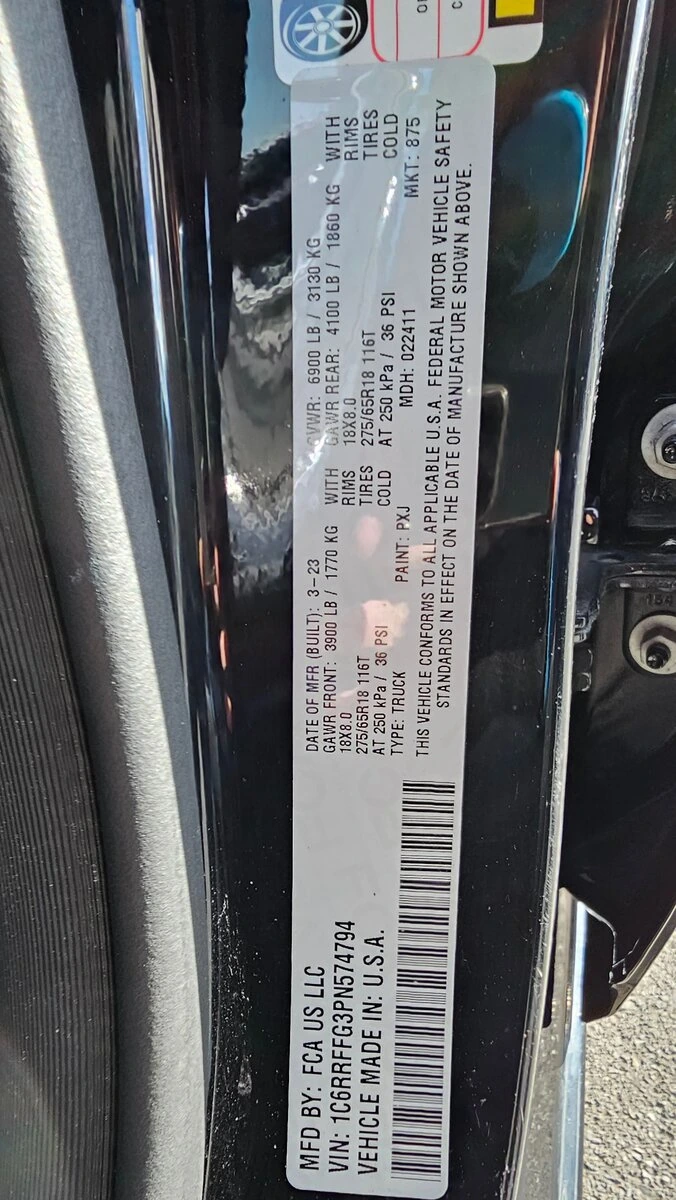 MFD BY: FCA US LLC
VIN: 1C6RRFFG3PN574794
VEHICLE MADE IN: U.S.A.
DATE OF MFR (BUILT): 3-23 GVWR: 6900 LB / 3130 KG
GAWR FRONT: 3900 LB / 1770 KG WITH GAWR REAR: 4100 LB / 1860 KG WITH
18X8.0 RIMS 18X8.0 RIMS
275/65R18 116T TIRES 275/65R18 116T TIRES
AT 250 kPa / 36 PSI COLD AT 250 kPa / 36 PSI COLD
TYPE: TRUCK PAINT: PXJ MDH: 022411 MKT: 875
THIS VEHICLE CONFORMS TO ALL APPLICABLE U.S.A. FEDERAL MOTOR VEHICLE SAFETY
STANDARDS IN EFFECT ON THE DATE OF MANUFACTURE SHOWN ABOVE.